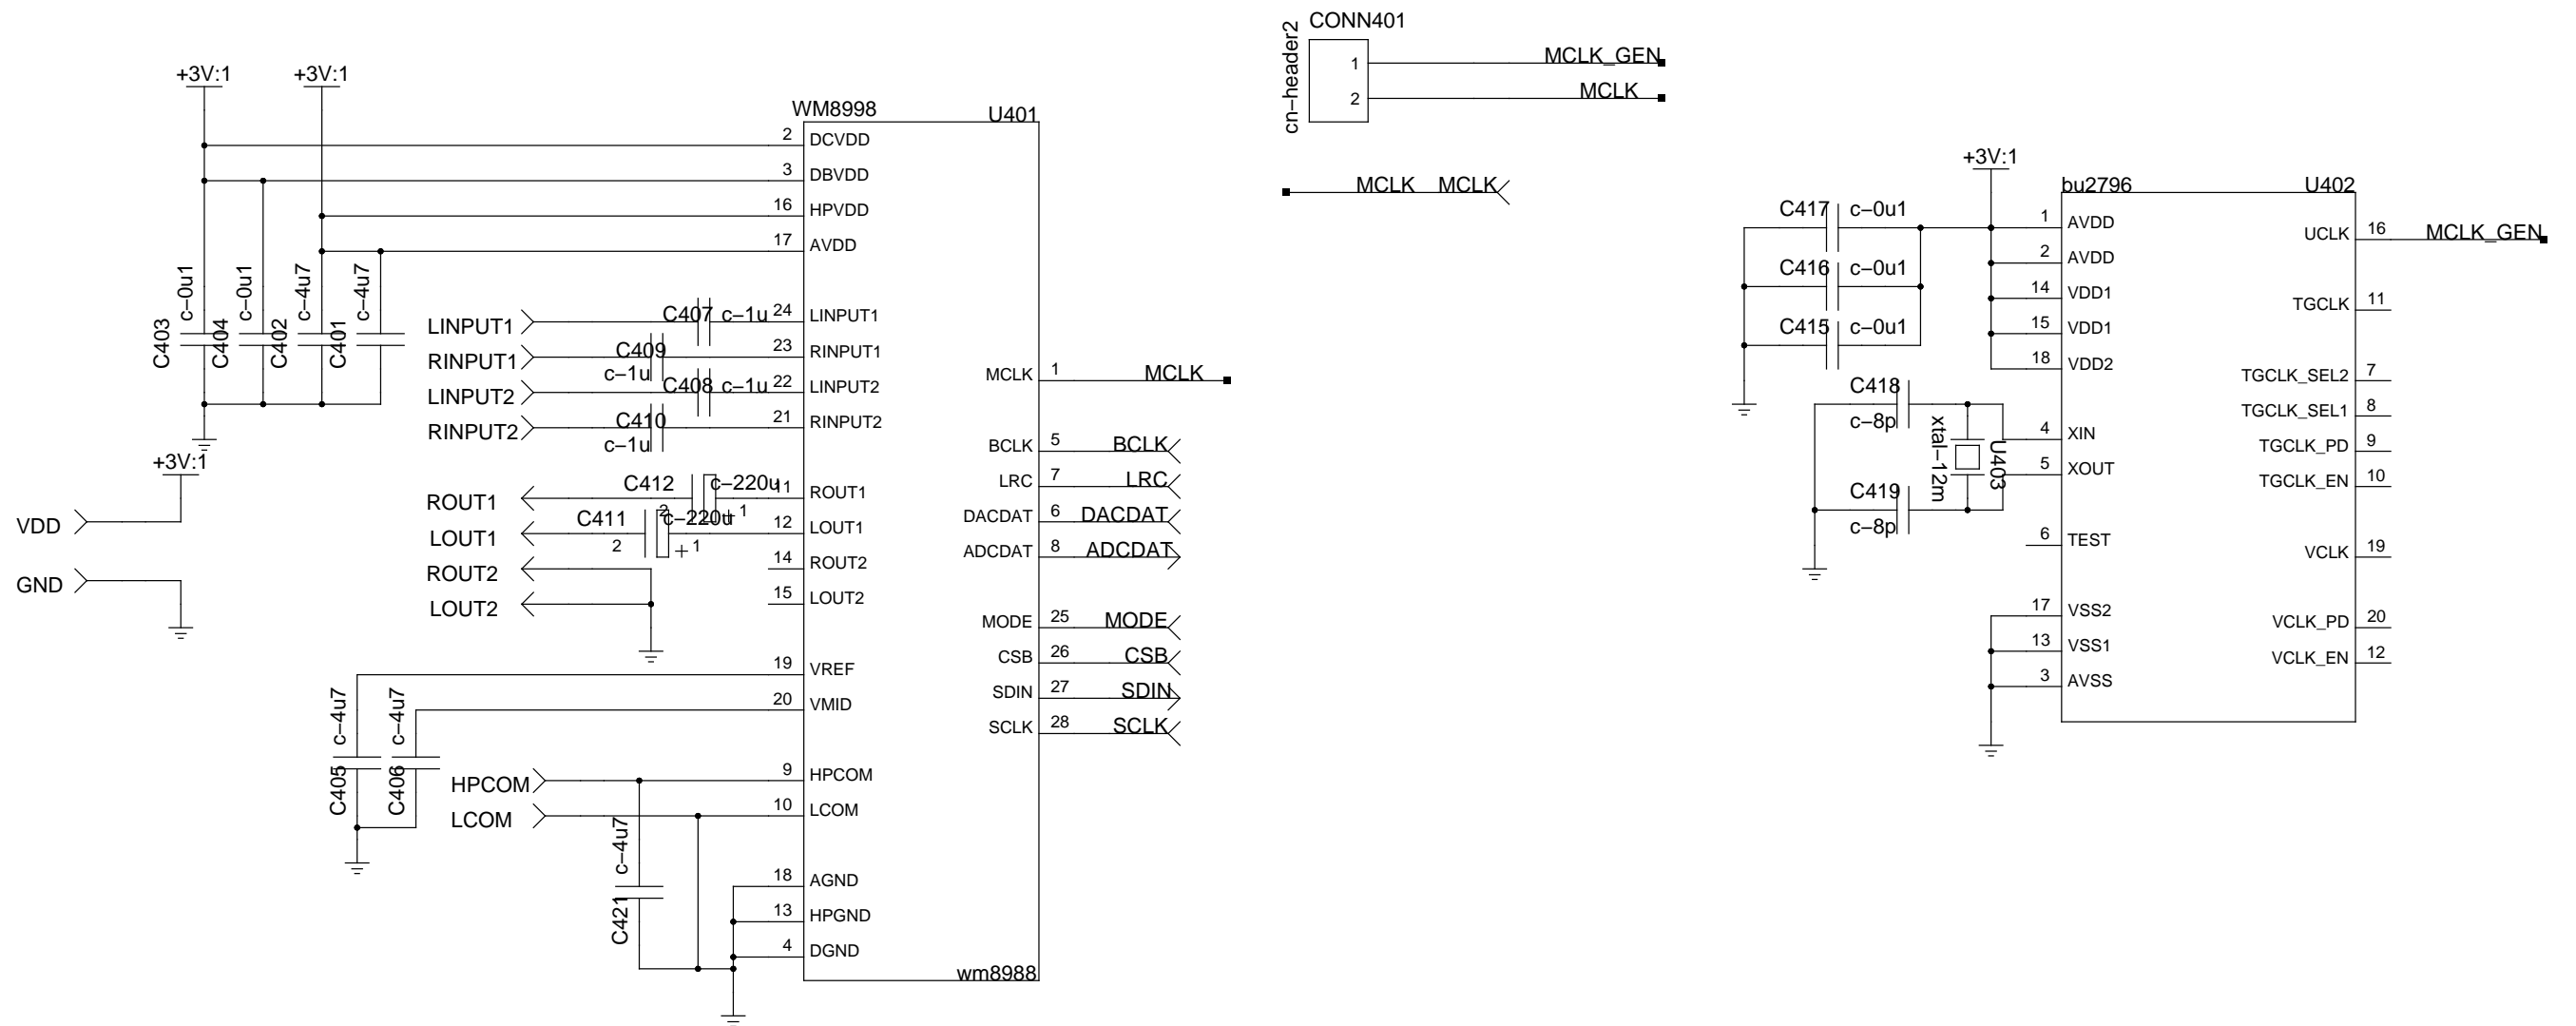 CONN401
cn-header2
1
MCLK_GEN
2
MCLK
MCLK MCLK
+3V:1
+3V:1
WM8998
U401
2 DCVDD
3 DBVDD
16 HPVDD
17 AVDD
C403 c-0u1
C404 c-0u1
C402 c-4u7
C401 c-4u7
LINPUT1 C407 c-1u 24 LINPUT1
RINPUT1 C409 c-1u 23 RINPUT1
LINPUT2 C408 c-1u 22 LINPUT2
RINPUT2 C410 c-1u 21 RINPUT2
+3V:1
VDD
GND
ROUT1 C412 c-220u 2 + 1 11 ROUT1
LOUT1 C411 c-220u 2 + 1 12 LOUT1
ROUT2 14 ROUT2
LOUT2 15 LOUT2
19 VREF
20 VMID
C405 c-4u7
C406 c-4u7
HPCOM 9 HPCOM
LCOM 10 LCOM
C421 c-4u7
18 AGND
13 HPGND
4 DGND
wm8988
MCLK 1 MCLK
BCLK 5 BCLK
LRC 7 LRC
DACDAT 6 DACDAT
ADCDAT 8 ADCDAT
MODE 25 MODE
CSB 26 CSB
SDIN 27 SDIN
SCLK 28 SCLK
+3V:1
bu2796
U402
C417 c-0u1
C416 c-0u1
C415 c-0u1
1 AVDD
2 AVDD
14 VDD1
15 VDD1
18 VDD2
C418
c-8p
xtal-12m
U403
C419
c-8p
4 XIN
5 XOUT
6 TEST
17 VSS2
13 VSS1
3 AVSS
UCLK 16 MCLK_GEN
TGCLK 11
TGCLK_SEL2 7
TGCLK_SEL1 8
TGCLK_PD 9
TGCLK_EN 10
VCLK 19
VCLK_PD 20
VCLK_EN 12